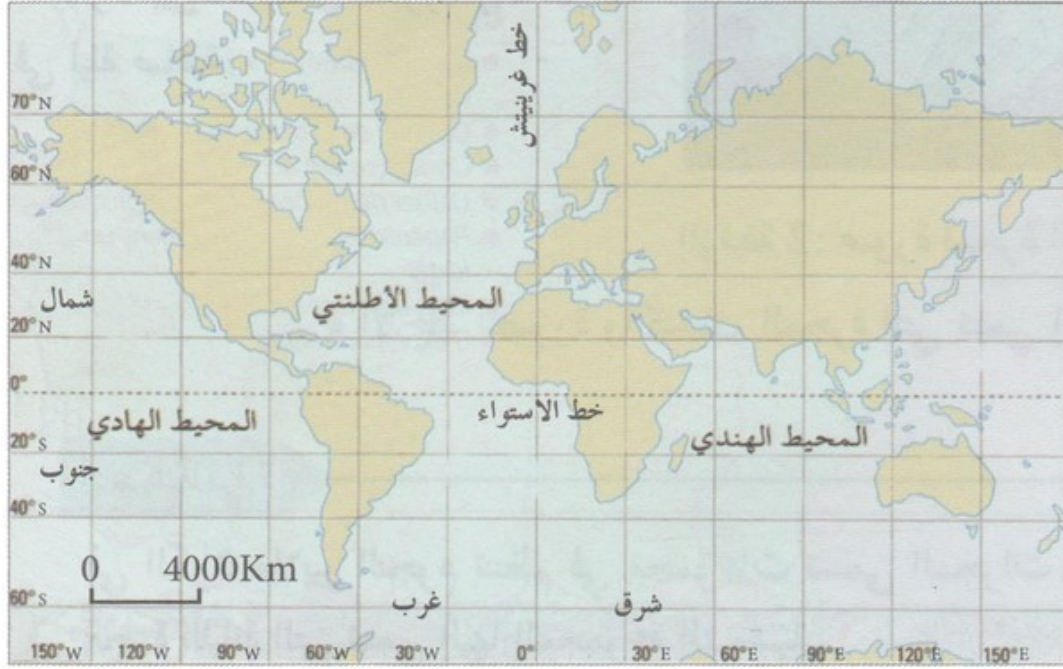 خط غرينيتش
70° N
60° N
40° N
المحيط الأطلنتي
شمال
20° N
0°
خط الاستواء
المحيط الهادي
المحيط الهندي
20° S
جنوب
40° S
0 4000Km
غرب
شرق
60° S
150°W 120°W 90°W 60°W 30°W 0° 30°E 60°E 90°E 120°E 150°E